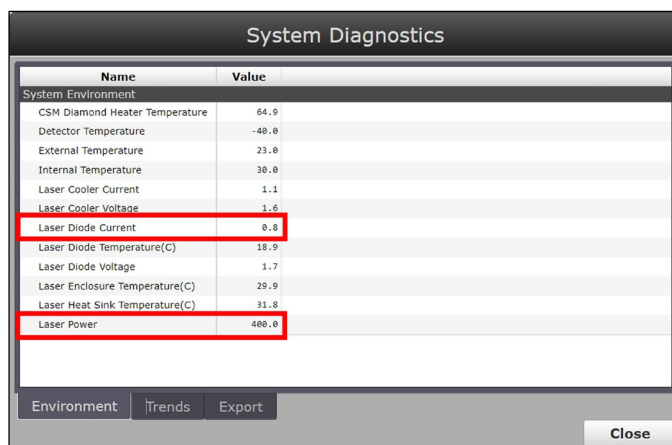 System Diagnostics
Name Value
System Environment
CSM Diamond Heater Temperature 64.9
Detector Temperature -40.0
External Temperature 23.0
Internal Temperature 30.0
Laser Cooler Current 1.1
Laser Cooler Voltage 1.6
Laser Diode Current 0.8
Laser Diode Temperature(C) 18.9
Laser Diode Voltage 1.7
Laser Enclosure Temperature(C) 29.9
Laser Heat Sink Temperature(C) 31.8
Laser Power 400.0
Environment Trends Export
Close